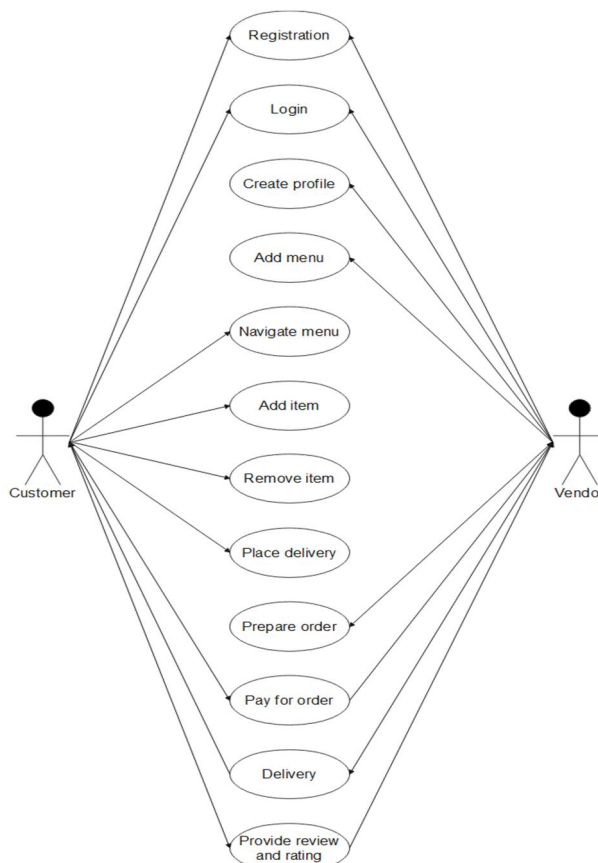 Registration
Login
Create profile
Add menu
Navigate menu
Add item
Remove item
Customer
Vendo
Place delivery
Prepare order
Pay for order
Delivery
Provide review
and rating